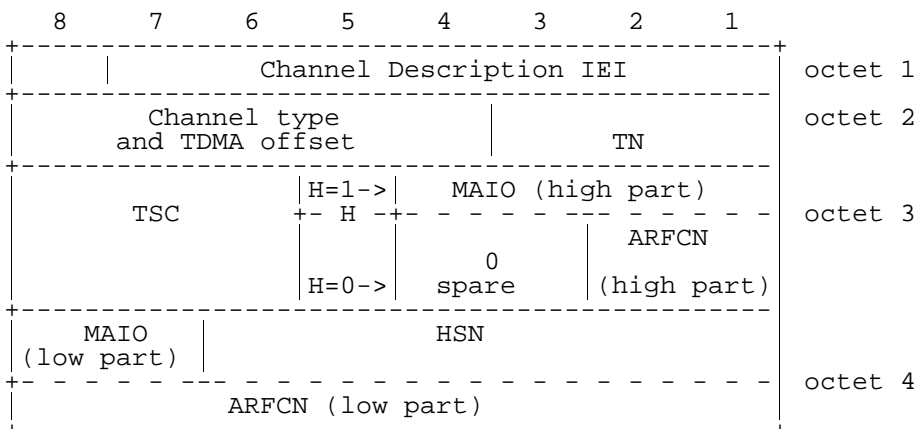 8 7 6 5 4 3 2 1
Channel Description IEI octet 1
Channel type octet 2
and TDMA offset TN
H=1-> MAIO (high part)
TSC H octet 3
ARFCN
0
H=0-> spare (high part)
MAIO HSN
(low part)
octet 4
ARFCN (low part)